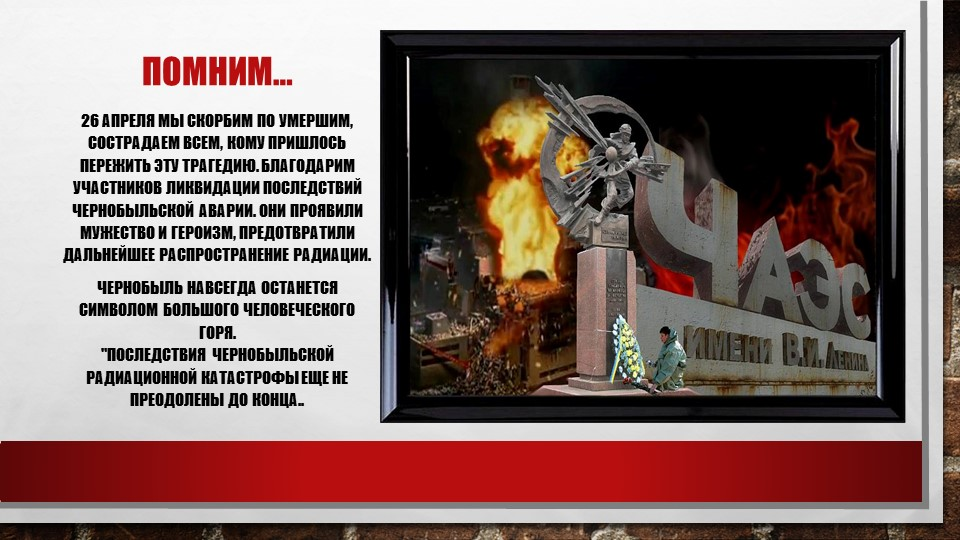 ПОМНИМ...
26 АПРЕЛЯ МЫ СКОРБИМ ПО УМЕРШИМ,
СОСТРАДАЕМ ВСЕМ, КОМУ ПРИШЛОСЬ
ПЕРЕЖИТЬ ЭТУ ТРАГЕДИЮ. БЛАГОДАРИМ
УЧАСТНИКОВ ЛИКВИДАЦИИ ПОСЛЕДСТВИЙ
ЧЕРНОБЫЛЬСКОЙ АВАРИИ. ОНИ ПРОЯВИЛИ
МУЖЕСТВО И ГЕРОИЗМ, ПРЕДОТВРАТИЛИ
ДАЛЬНЕЙШЕЕ РАСПРОСТРАНЕНИЕ РАДИАЦИИ.
ЧЕРНОБЫЛЬ НАВСЕГДА ОСТАНЕТСЯ
СИМВОЛОМ БОЛЬШОГО ЧЕЛОВЕЧЕСКОГО
ГОРЯ.
"ПОСЛЕДСТВИЯ ЧЕРНОБЫЛЬСКОЙ
РАДИАЦИОННОЙ КАТАСТРОФЫ ЕЩЕ НЕ
ПРЕОДОЛЕНЫ ДО КОНЦА..
ЧАЭС
ИМЕНИ В.И. ЛЕНИНА